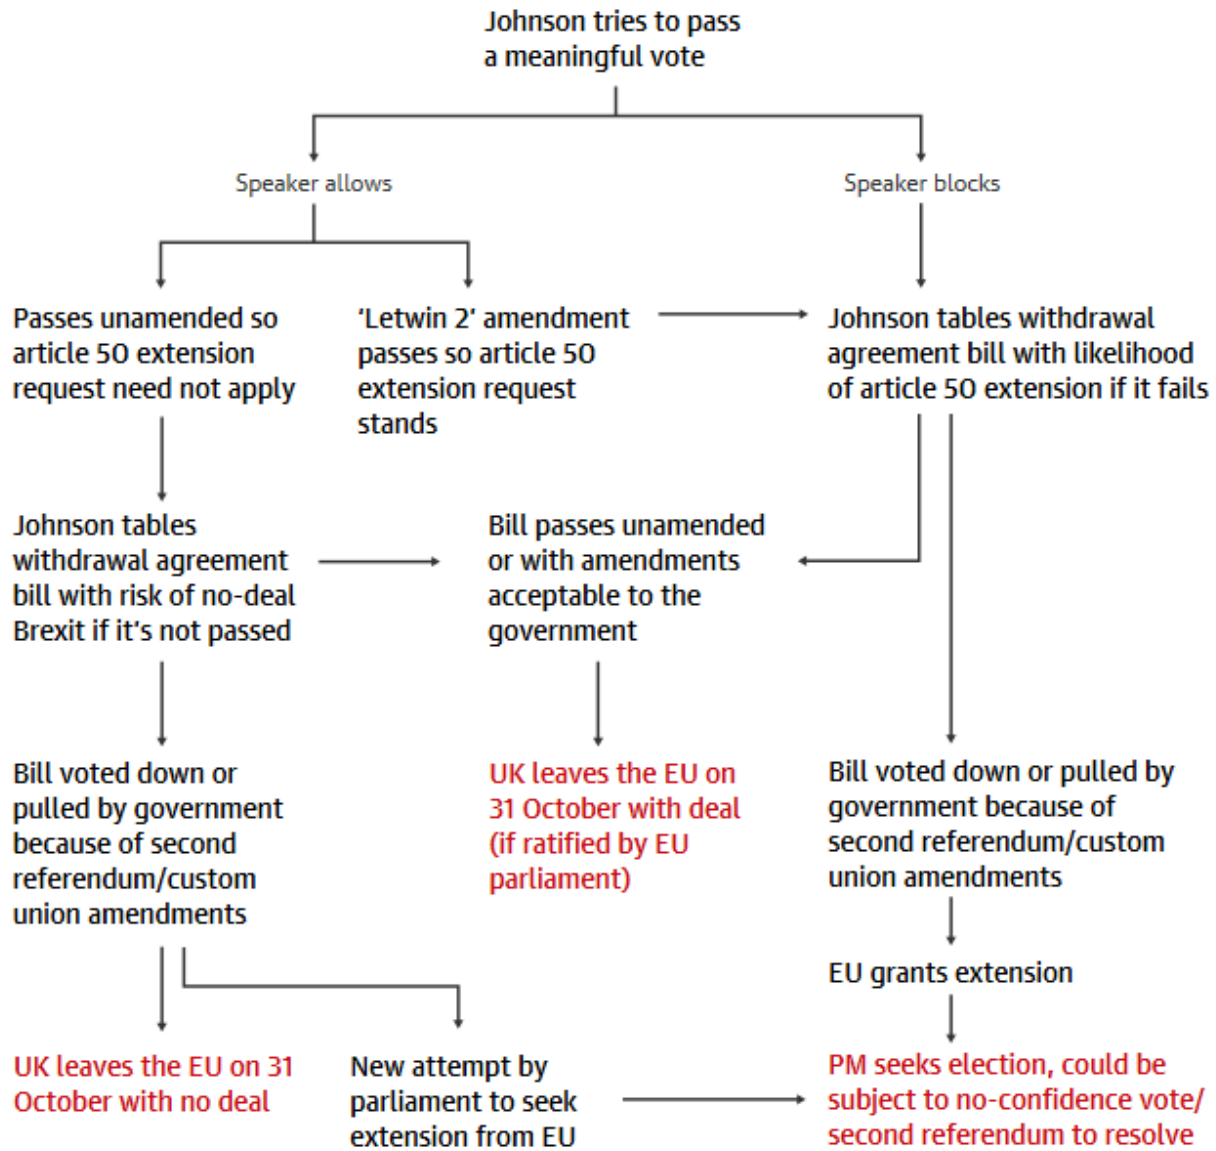 Johnson tries to pass
a meaningful vote
Speaker allows
Speaker blocks
Passes unamended so
article 50 extension
request need not apply
‘Letwin 2’ amendment
passes so article 50
extension request
stands
Johnson tables withdrawal
agreement bill with likelihood
of article 50 extension if it fails
Johnson tables
withdrawal agreement
bill with risk of no-deal
Brexit if it's not passed
Bill passes unamended
or with amendments
acceptable to the
government
Bill voted down or
pulled by government
because of second
referendum/custom
union amendments
UK leaves the EU on
31 October with deal
(if ratified by EU
parliament)
Bill voted down or pulled by
government because of
second referendum/custom
union amendments
EU grants extension
UK leaves the EU on 31
October with no deal
New attempt by
parliament to seek
extension from EU
PM seeks election, could be
subject to no-confidence vote/
second referendum to resolve